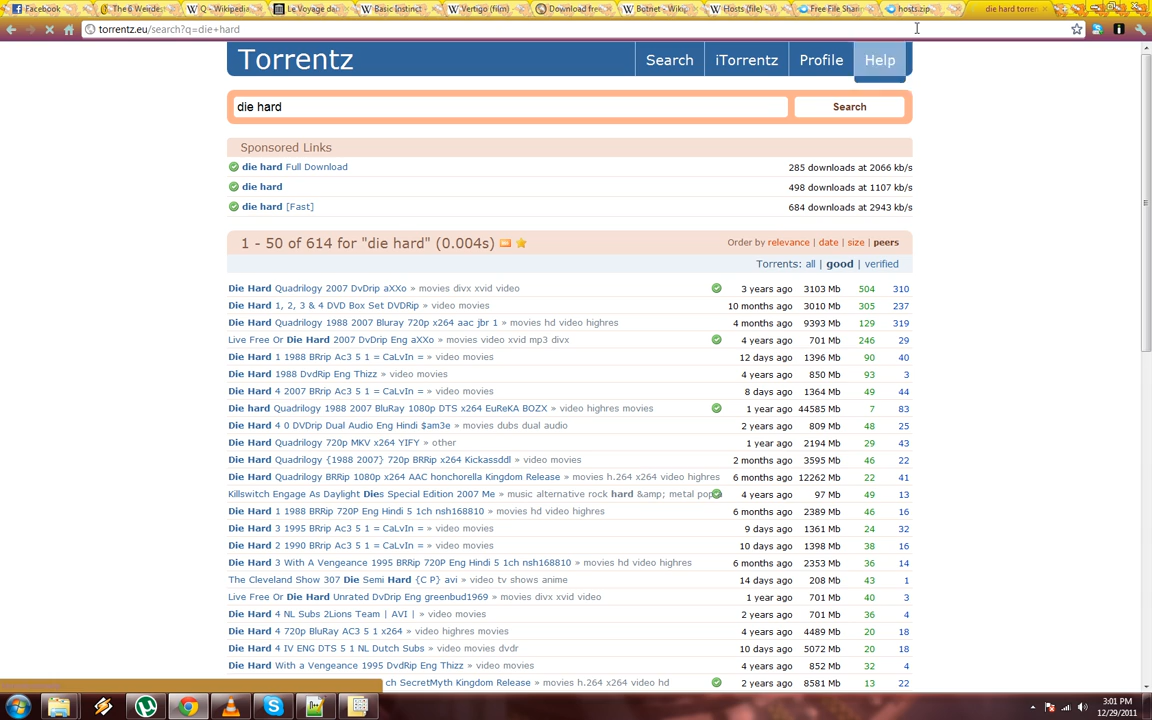 Facebook The 6 Weirdes Q - Wikipedia Le Voyage dan Basic Instinct Vertigo (film) Download free Botnet - Wikip Hosts (file) - W Free File Sharin hosts.zip die hard torren
torrentz.eu/search?q=die+hard
Torrentz Search iTorrentz Profile Help
die hard Search
Sponsored Links
die hard Full Download 285 downloads at 2066 kb/s
die hard 498 downloads at 1107 kb/s
die hard [Fast] 684 downloads at 2943 kb/s
1 - 50 of 614 for "die hard" (0.004s) Order by relevance | date | size | peers
Torrents: all | good | verified
Die Hard Quadrilogy 2007 DvDrip aXXo » movies divx xvid video 3 years ago 3103 Mb 504 310
Die Hard 1, 2, 3 & 4 DVD Box Set DVDRip » video movies 10 months ago 3010 Mb 305 237
Die Hard Quadrilogy 1988 2007 Bluray 720p x264 aac jbr 1 » movies hd video highres 4 months ago 9393 Mb 129 319
Live Free Or Die Hard 2007 DvDrip Eng aXXo » movies video xvid mp3 divx 4 years ago 701 Mb 246 29
Die Hard 1 1988 BRrip Ac3 5 1 = CaLvIn = » video movies 12 days ago 1396 Mb 90 40
Die Hard 1988 DvdRip Eng Thizz » video movies 4 years ago 850 Mb 93 3
Die Hard 4 2007 BRrip Ac3 5 1 = CaLvIn = » video movies 8 days ago 1364 Mb 49 44
Die hard Quadrilogy 1988 2007 BluRay 1080p DTS x264 EuReKA BOZX » video highres movies 1 year ago 44585 Mb 7 83
Die Hard 4 0 DVDrip Dual Audio Eng Hindi $am3e » movies dubs dual audio 2 years ago 809 Mb 48 25
Die Hard Quadrilogy 720p MKV x264 YIFY » other 1 year ago 2194 Mb 29 43
Die Hard Quadrilogy {1988 2007} 720p BRRip x264 Kickassddl » video movies 2 months ago 3595 Mb 46 22
Die Hard Quadrilogy BRRip 1080p x264 AAC honchorella Kingdom Release » movies h.264 x264 video highres 6 months ago 12262 Mb 22 41
Killswitch Engage As Daylight Dies Special Edition 2007 Me » music alternative rock hard &amp; metal pop 4 years ago 97 Mb 49 13
Die Hard 1 1988 BRRip 720P Eng Hindi 5 1ch nsh168810 » movies hd video highres 6 months ago 2389 Mb 46 16
Die Hard 3 1995 BRrip Ac3 5 1 = CaLvIn = » video movies 9 days ago 1361 Mb 24 32
Die Hard 2 1990 BRrip Ac3 5 1 = CaLvIn = » video movies 10 days ago 1398 Mb 38 16
Die Hard 3 With A Vengeance 1995 BRRip 720P Eng Hindi 5 1ch nsh168810 » movies hd video highres 6 months ago 2353 Mb 36 14
The Cleveland Show 307 Die Semi Hard {C P} avi » video tv shows anime 14 days ago 208 Mb 43 1
Live Free Or Die Hard Unrated DvDrip Eng greenbud1969 » movies divx xvid video 1 year ago 701 Mb 40 3
Die Hard 4 NL Subs 2Lions Team | AVI | » video movies 2 years ago 701 Mb 36 4
Die Hard 4 720p BluRay AC3 5 1 x264 » video highres movies 4 years ago 4489 Mb 20 18
Die Hard 4 IV ENG DTS 5 1 NL Dutch Subs » video movies dvdr 10 days ago 5072 Mb 20 18
Die Hard With a Vengeance 1995 DvdRip Eng Thizz » video movies 4 years ago 852 Mb 32 4
ch SecretMyth Kingdom Release » movies h.264 x264 video hd 2 years ago 8581 Mb 13 22
3:01 PM
12/29/2011